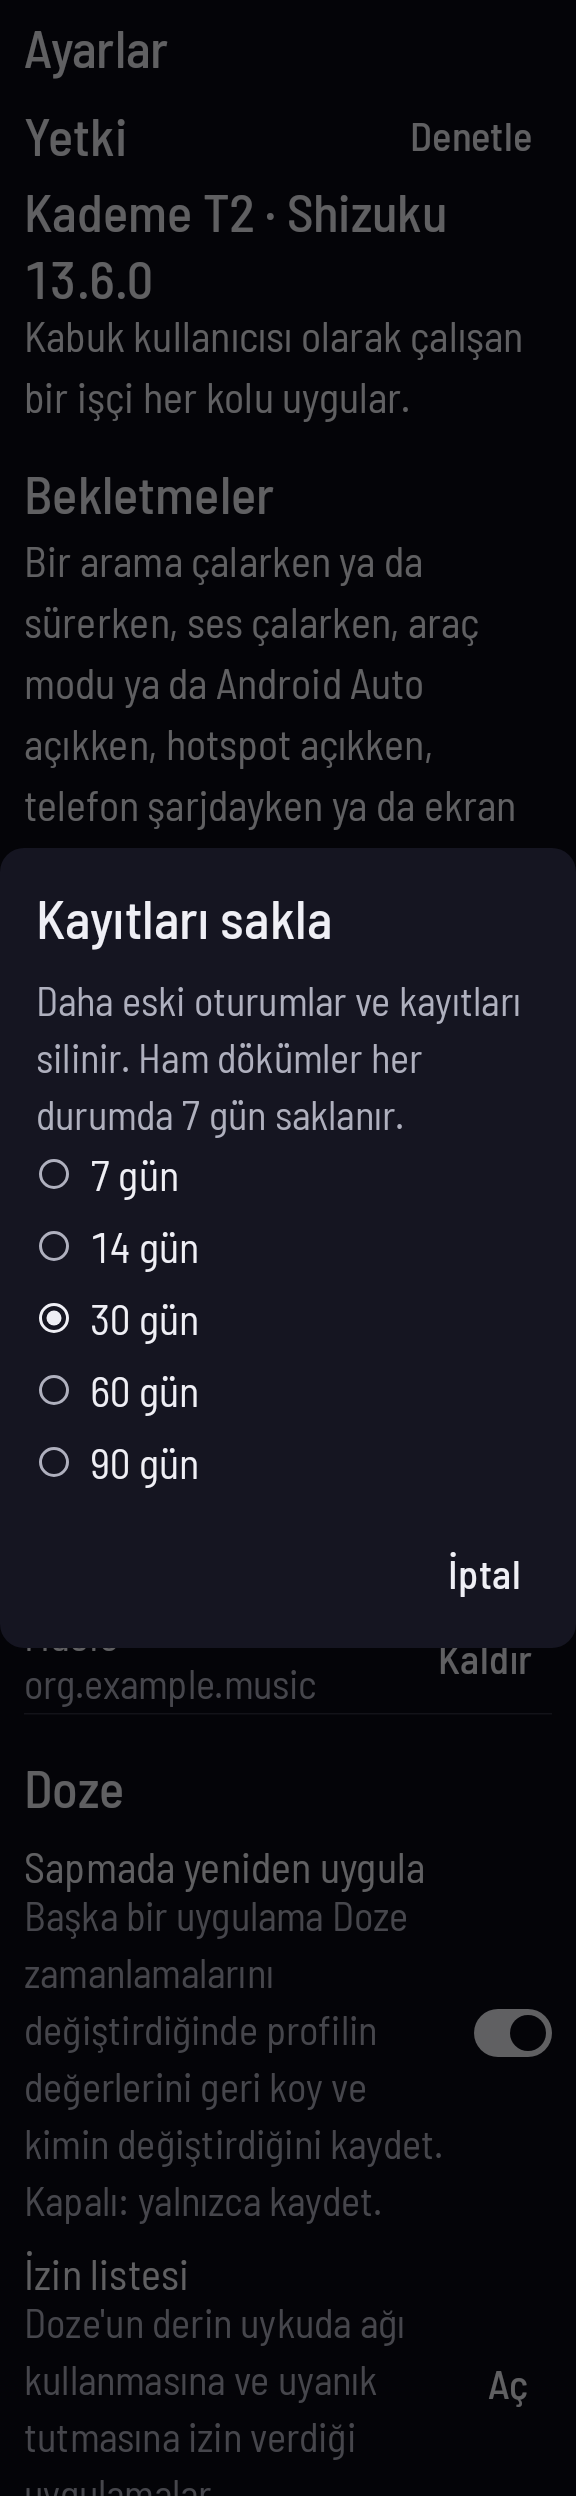 Ayarlar
Yetki
Denetle
Kademe T2 · Shizuku
13.6.0
Kabuk kullanıcısı olarak çalışan
bir işçi her kolu uygular.
Bekletmeler
Bir arama çalarken ya da
sürerken, ses çalarken, araç
modu ya da Android Auto
açıkken, hotspot açıkken,
telefon şarjdayken ya da ekran
Kayıtları sakla
Daha eski oturumlar ve kayıtları
silinir. Ham dökümler her
durumda 7 gün saklanır.
7 gün
14 gün
30 gün
60 gün
90 gün
İptal
Kaldır
org.example.music
Doze
Sapmada yeniden uygula
Başka bir uygulama Doze
zamanlamalarını
değiştirdiğinde profilin
değerlerini geri koy ve
kimin değiştirdiğini kaydet.
Kapalı: yalnızca kaydet.
İzin listesi
Doze'un derin uykuda ağı
kullanmasına ve uyanık
tutmasına izin verdiği
Aç
uygulamalar